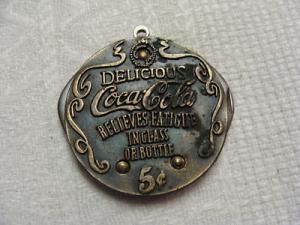 DELICIOUS
Coca-Cola
RELIEVES FATIGUE
IN GLASS
OR BOTTLE
5¢